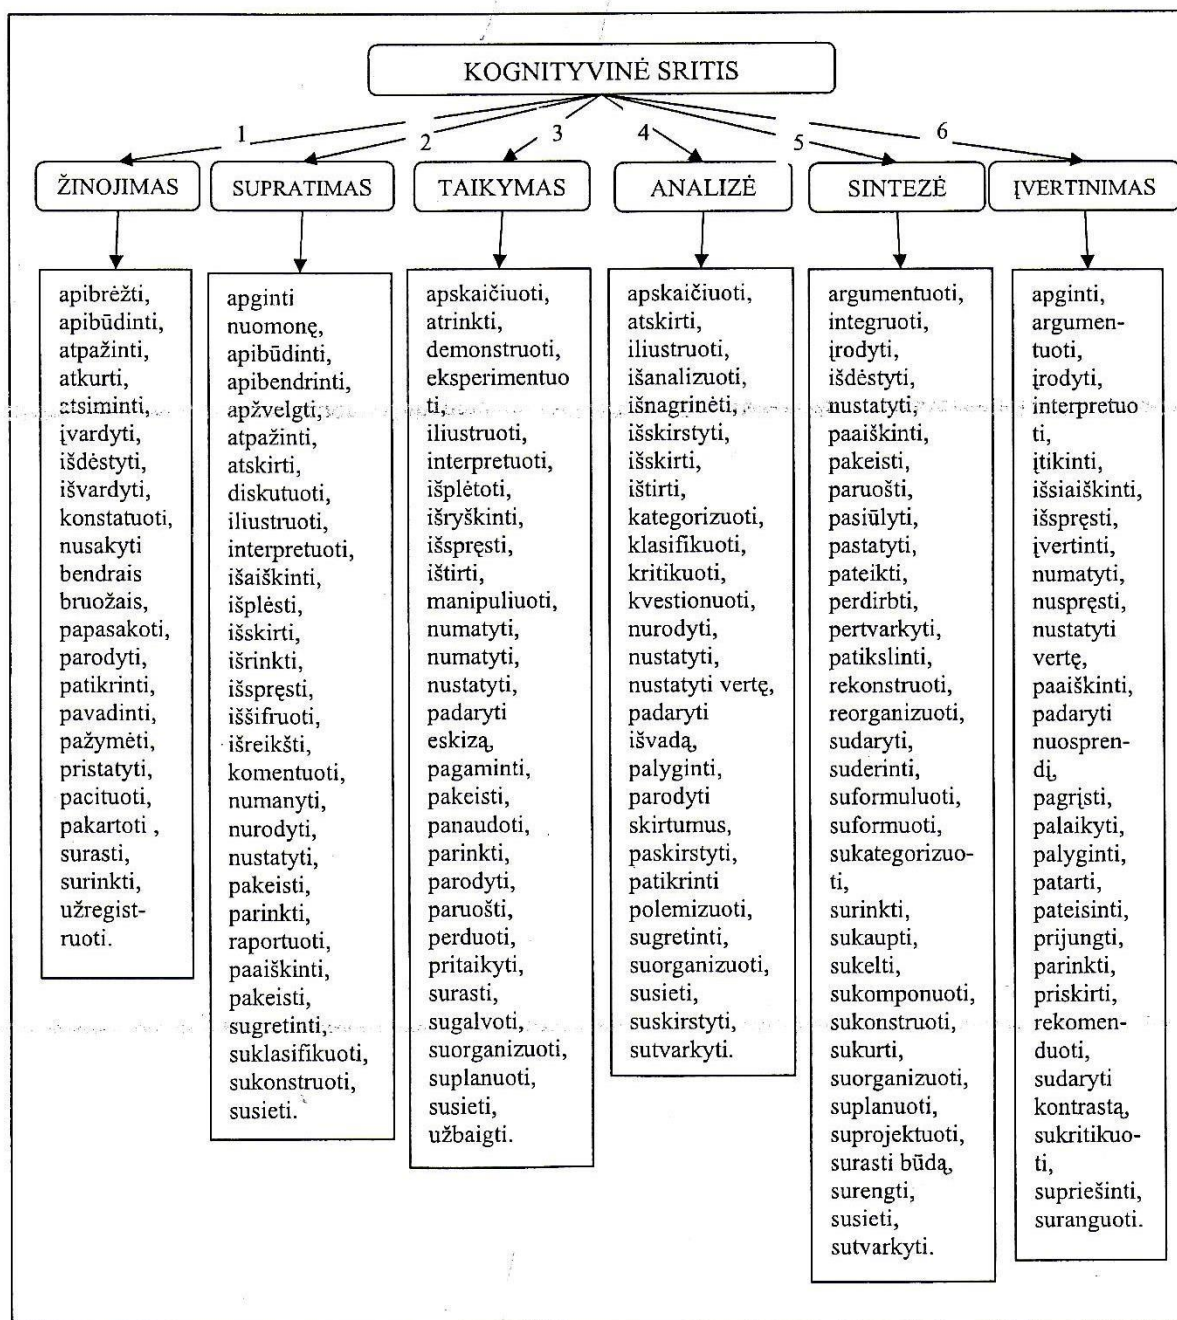 KOGNITYVINĖ SRITIS
1
2
3
4
5
6
ŽINOJIMAS
SUPRATIMAS
TAIKYMAS
ANALIZĖ
SINTEZĖ
ĮVERTINIMAS
apibrėžti,
apibūdinti,
atpažinti,
atkurti,
atsiminti,
įvardyti,
išdėstyti,
išvardyti,
konstatuoti,
nusakyti
bendrais
bruožais,
papasakoti,
parodyti,
patikrinti,
pavadinti,
pažymėti,
pristatyti,
pacituoti,
pakartoti ,
surasti,
surinkti,
užregist-
ruoti.
apginti
nuomonę,
apibūdinti,
apibendrinti,
apžvelgti,
atpažinti,
atskirti,
diskutuoti,
iliustruoti,
interpretuoti,
išaiškinti,
išplėsti,
išskirti,
išrinkti,
išspręsti,
iššifruoti,
išreikšti,
komentuoti,
numanyti,
nurodyti,
nustatyti,
pakeisti,
parinkti,
raportuoti,
paaiškinti,
pakeisti,
sugretinti,
suklasifikuoti,
sukonstruoti,
susieti.
apskaičiuoti,
atrinkti,
demonstruoti,
eksperimentuo
ti,
iliustruoti,
interpretuoti,
išplėtoti,
išryškinti,
išspręsti,
ištirti,
manipuliuoti,
numatyti,
numatyti,
nustatyti,
padaryti
eskizą,
pagaminti,
pakeisti,
panaudoti,
parinkti,
parodyti,
paruošti,
perduoti,
pritaikyti,
surasti,
sugalvoti,
suorganizuoti,
suplanuoti,
susieti,
užbaigti.
apskaičiuoti,
atskirti,
iliustruoti,
išanalizuoti,
išnagrinėti,
išskirstyti,
išskirti,
ištirti,
kategorizuoti,
klasifikuoti,
kritikuoti,
kvestionuoti,
nurodyti,
nustatyti,
nustatyti vertę,
padaryti
išvadą,
palyginti,
parodyti
skirtumus,
paskirstyti,
patikrinti
polemizuoti,
sugretinti,
suorganizuoti,
susieti,
suskirstyti,
sutvarkyti.
argumentuoti,
integruoti,
įrodyti,
išdėstyti,
nustatyti,
paaiškinti,
pakeisti,
paruošti,
pasiūlyti,
pastatyti,
pateikti,
perdirbti,
pertvarkyti,
patikslinti,
rekonstruoti,
reorganizuoti,
sudaryti,
suderinti,
suformuluoti,
suformuoti,
sukategorizuo-
ti,
surinkti,
sukaupti,
sukelti,
sukomponuoti,
sukonstruoti,
sukurti,
suorganizuoti,
suplanuoti,
suprojektuoti,
surasti būdą,
surengti,
susieti,
sutvarkyti.
apginti,
argumen-
tuoti,
įrodyti,
interpretuo
ti,
įtikinti,
išsiaiškinti,
išspręsti,
įvertinti,
numatyti,
nuspręsti,
nustatyti
vertę,
paaiškinti,
padaryti
nuospren-
dį,
pagrįsti,
palaikyti,
palyginti,
patarti,
pateisinti,
prijungti,
parinkti,
priskirti,
rekomen-
duoti,
sudaryti
kontrastą,
sukritikuo-
ti,
supriešinti,
suranguoti.